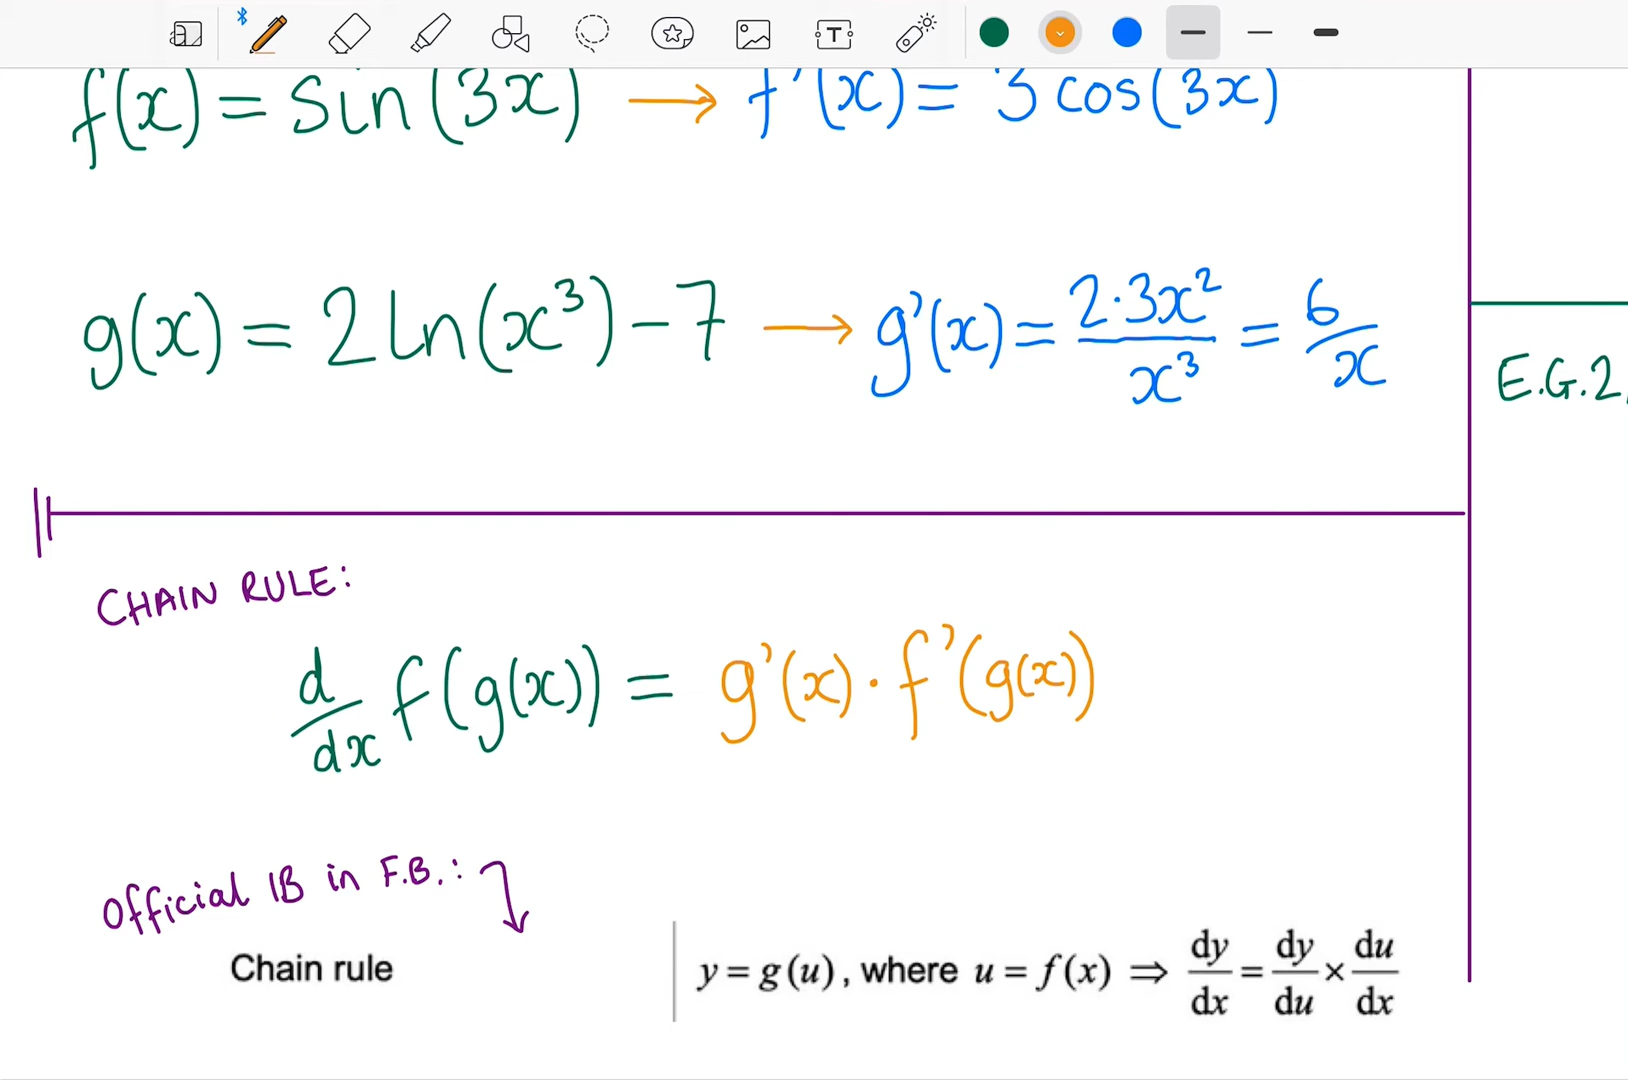 f(x) = sin(3x) → f'(x) = 3 cos(3x)
g(x) = 2 ln(x³) − 7 → g'(x) = 2·3x²/x³ = 6/x
E.G.2.
CHAIN RULE:
d/dx f(g(x)) = g'(x) · f'(g(x))
Official IB in F.B.:
Chain rule
y = g(u), where u = f(x) ⇒ dy/dx = dy/du × du/dx